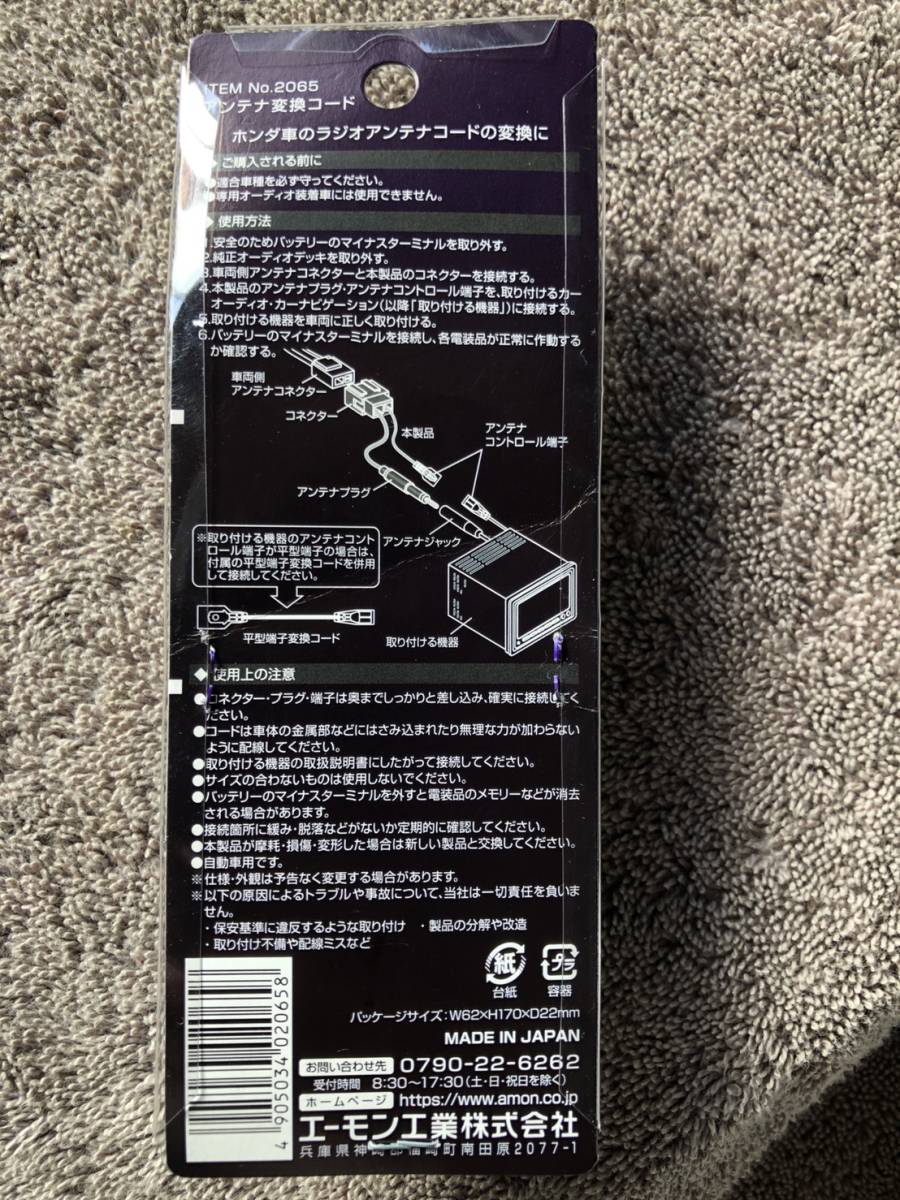 ITEM No.2065
アンテナ変換コード
ホンダ車のラジオアンテナコードの変換に
◆ ご購入される前に
●適合車種を必ず守ってください。
●専用オーディオ装着車には使用できません。
◆ 使用方法
1.安全のためバッテリーのマイナスターミナルを取り外す。
2.純正オーディオデッキを取り外す。
3.車両側アンテナコネクターと本製品のコネクターを接続する。
4.本製品のアンテナプラグ・アンテナコントロール端子を、取り付けるカー
オーディオ・カーナビゲーション(以降「取り付ける機器」)に接続する。
5.取り付ける機器を車両に正しく取り付ける。
6.バッテリーのマイナスターミナルを接続し、各電装品が正常に作動する
か確認する。
車両側
アンテナコネクター
コネクター
本製品
アンテナ
コントロール端子
アンテナプラグ
アンテナジャック
※取り付ける機器のアンテナコント
ロール端子が平型端子の場合は、
付属の平型端子変換コードを併用
して接続してください。
平型端子変換コード
取り付ける機器
◆ 使用上の注意
●コネクター・プラグ・端子は奥までしっかりと差し込み、確実に接続してく
ださい。
●コードは車体の金属部などにはさみ込まれたり無理な力が加わらない
ように配線してください。
●取り付ける機器の取扱説明書にしたがって接続してください。
●サイズの合わないものは使用しないでください。
●バッテリーのマイナスターミナルを外すと電装品のメモリーなどが消去
される場合があります。
●接続箇所に緩み・脱落などがないか定期的に確認してください。
●本製品が摩耗・損傷・変形した場合は新しい製品と交換してください。
●自動車用です。
※仕様・外観は予告なく変更する場合があります。
※以下の原因によるトラブルや事故について、当社は一切責任を負いま
せん。
・保安基準に違反するような取り付け ・製品の分解や改造
・取り付け不備や配線ミスなど
紙
台紙
プラ
容器
パッケージサイズ:W62×H170×D22mm
MADE IN JAPAN
お問い合わせ先 0790-22-6262
受付時間 8:30〜17:30(土・日・祝日を除く)
ホームページ https://www.amon.co.jp
エーモン工業株式会社
兵庫県神崎郡福崎町南田原2077-1
4 905034 020658